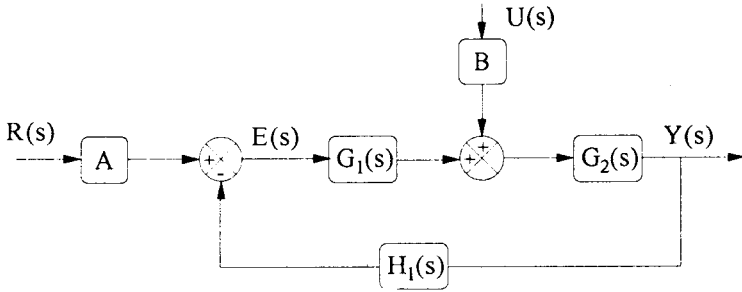 U(s)
B
R(s)
A
+
-
E(s)
G₁(s)
+
+
G₂(s)
Y(s)
H₁(s)